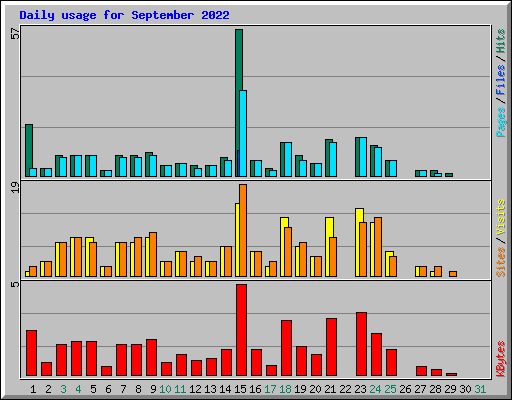 Daily usage for September 2022
57
19
5
Pages/Files/Hits
Sites/Visits
KBytes
1 2 3 4 5 6 7 8 9 10 11 12 13 14 15 16 17 18 19 20 21 22 23 24 25 26 27 28 29 30 31